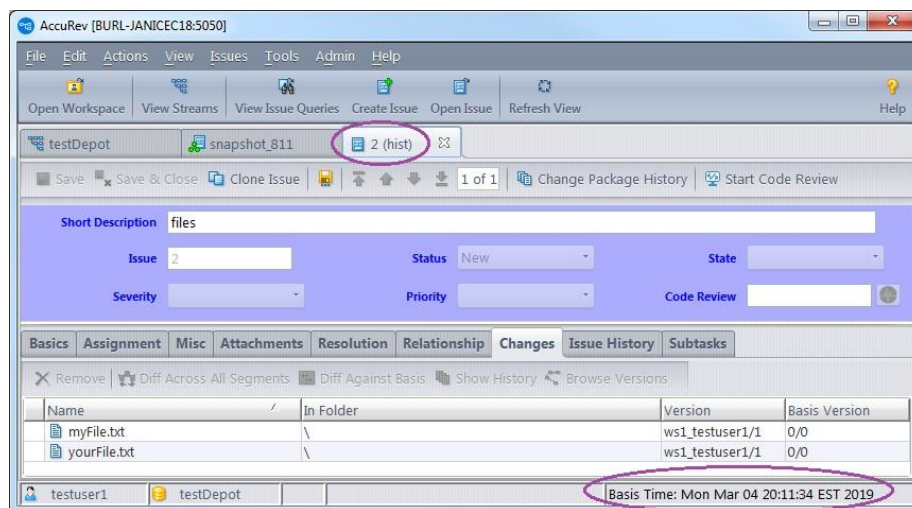 AccuRev [BURL-JANICEC18:5050]
File Edit Actions View Issues Tools Admin Help
Open Workspace View Streams View Issue Queries Create Issue Open Issue Refresh View Help
testDepot snapshot_811 2 (hist)
Save Save & Close Clone Issue 1 of 1 Change Package History Start Code Review
Short Description files
Issue 2 Status New State
Severity Priority Code Review
Basics Assignment Misc Attachments Resolution Relationship Changes Issue History Subtasks
Remove Diff Across All Segments Diff Against Basis Show History Browse Versions
Name In Folder Version Basis Version
myFile.txt \ ws1_testuser1/1 0/0
yourFile.txt \ ws1_testuser1/1 0/0
testuser1 testDepot Basis Time: Mon Mar 04 20:11:34 EST 2019